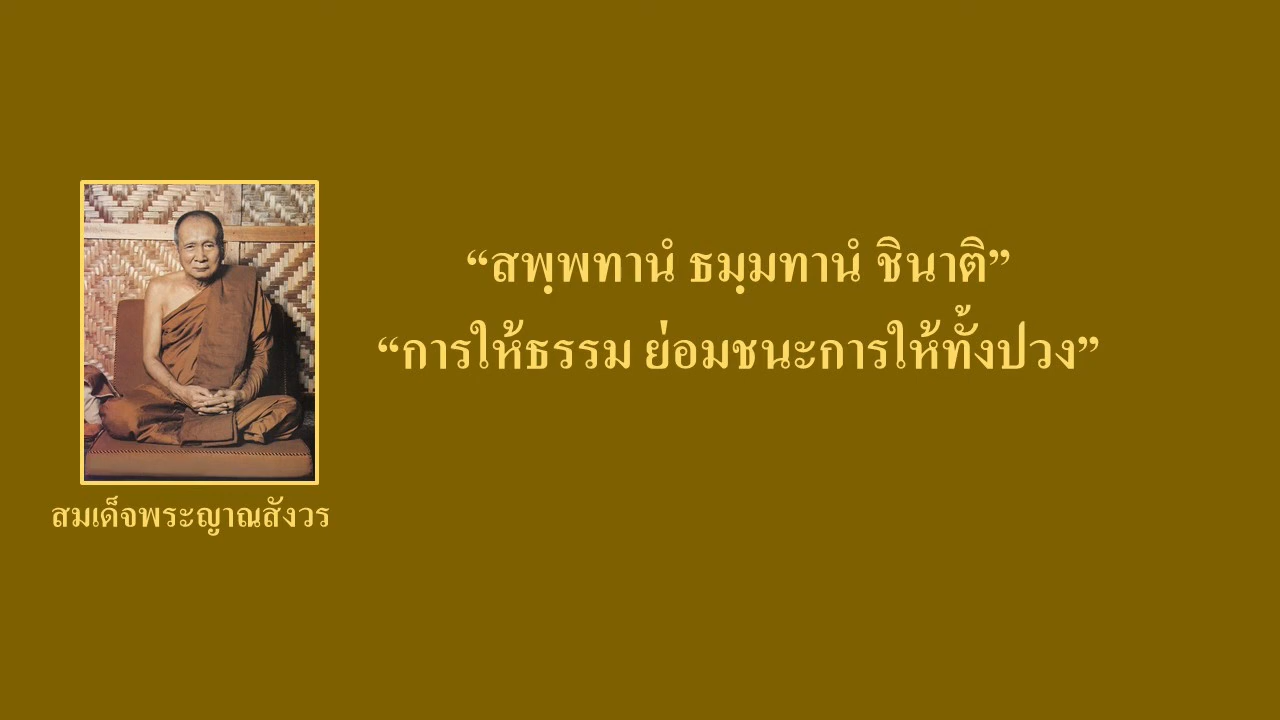 “สพฺพทานํ ธมฺมทานํ ชินาติ”
“การให้ธรรม ย่อมชนะการให้ทั้งปวง”
สมเด็จพระญาณสังวร